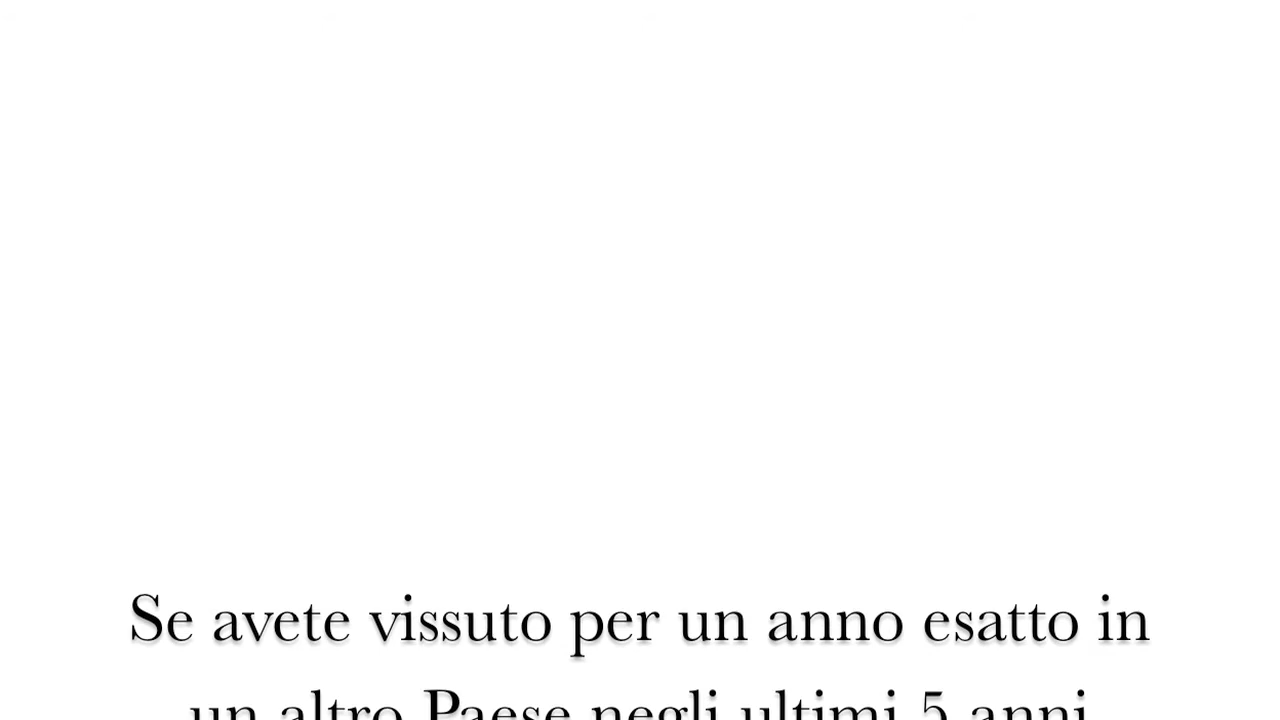 Se avete vissuto per un anno esatto in
un altro Paese negli ultimi 5 anni